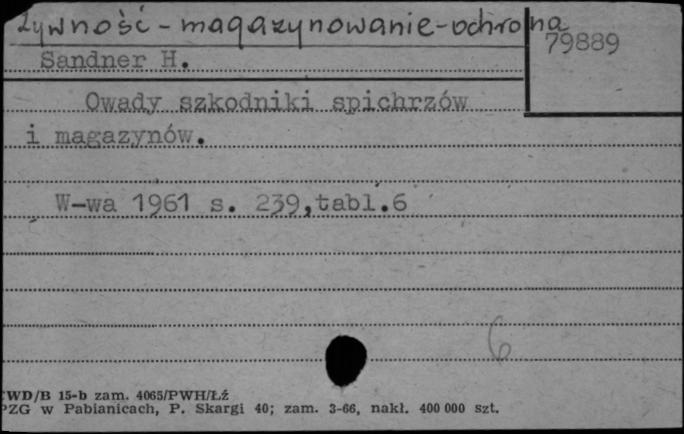 Żywność - magazynowanie - ochrona
79889
Sandner H.
Owady szkodniki spichrzów
i magazynów.
W-wa 1961 s. 239,tabl.6
6
WD/B 15-b zam. 4065/PWH/Łź
PZG w Pabianicach, P. Skargi 40; zam. 3-66, nakł. 400 000 szt.